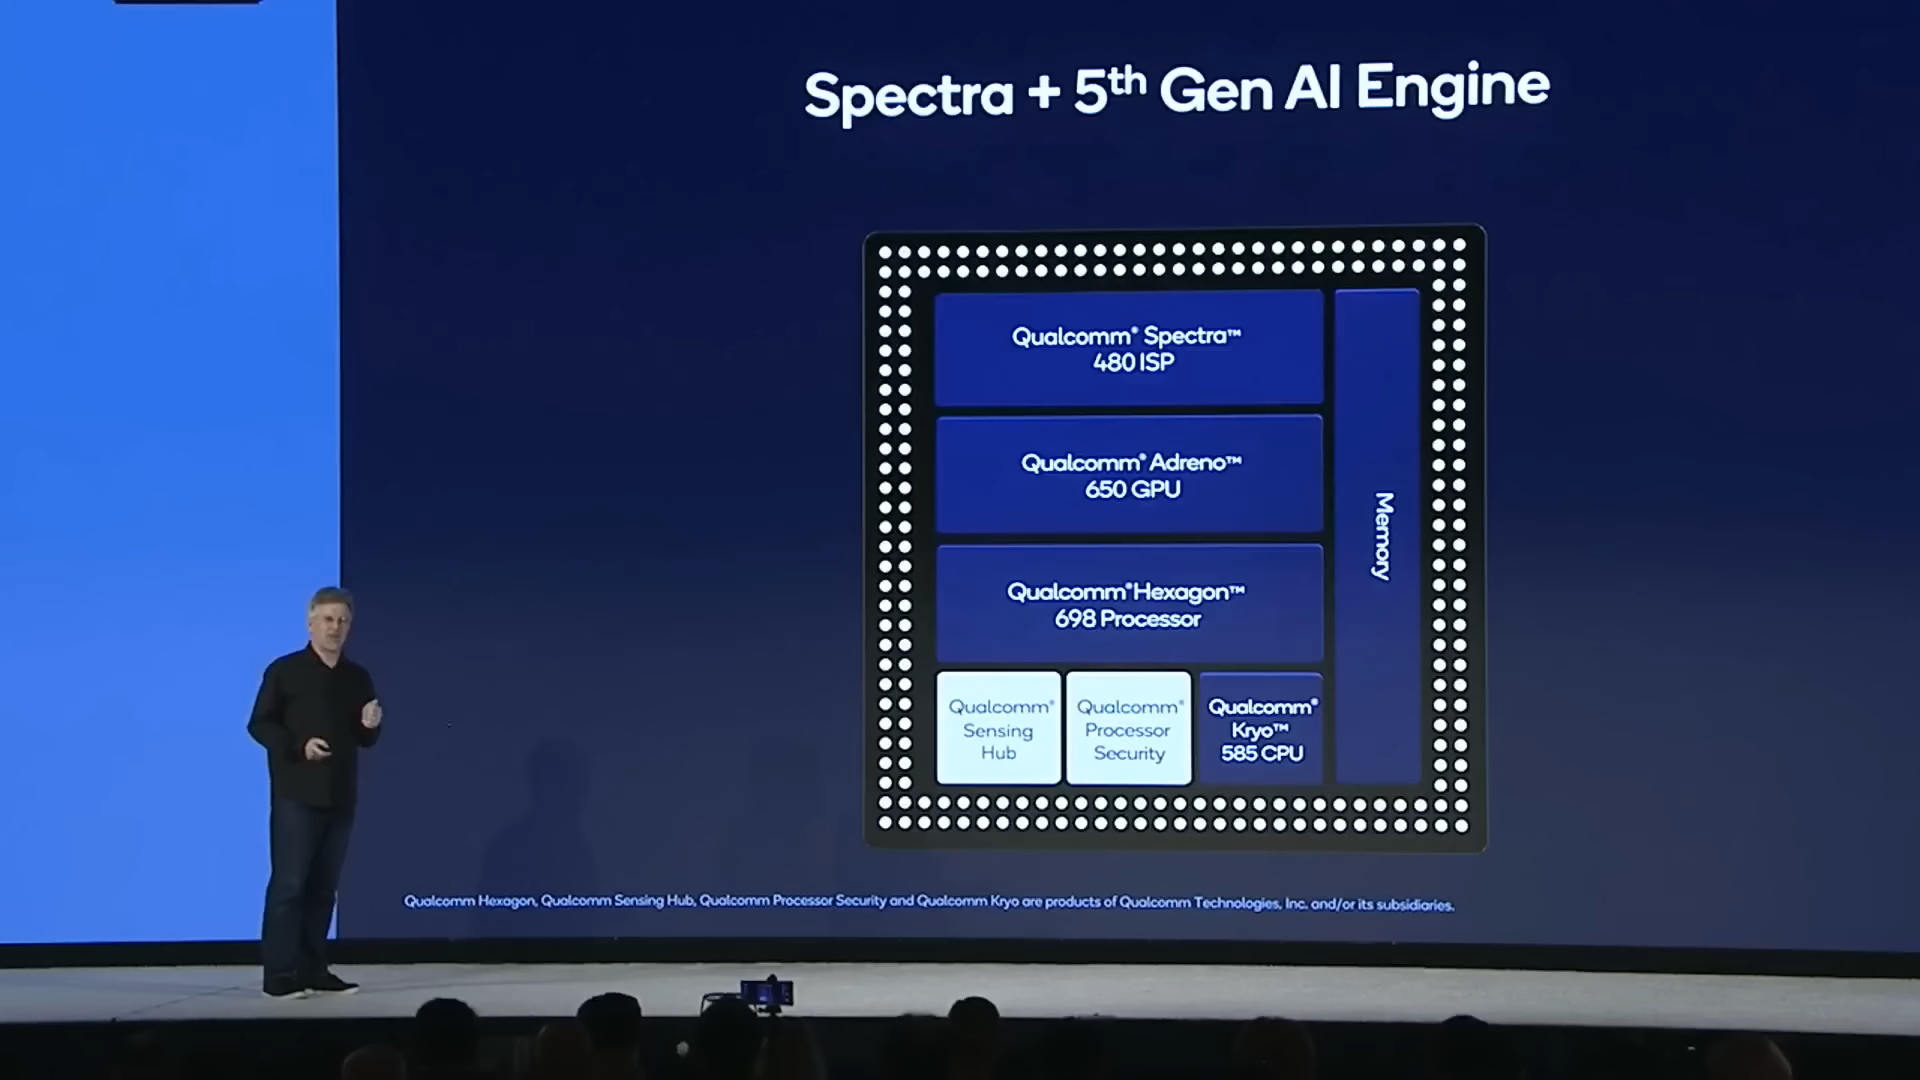 Spectra + 5th Gen AI Engine
Qualcomm® Spectra™
480 ISP
Qualcomm® Adreno™
650 GPU
Qualcomm® Hexagon™
698 Processor
Memory
Qualcomm®
Sensing
Hub
Qualcomm®
Processor
Security
Qualcomm®
Kryo™
585 CPU
Qualcomm Hexagon, Qualcomm Sensing Hub, Qualcomm Processor Security and Qualcomm Kryo are products of Qualcomm Technologies, Inc. and/or its subsidiaries.